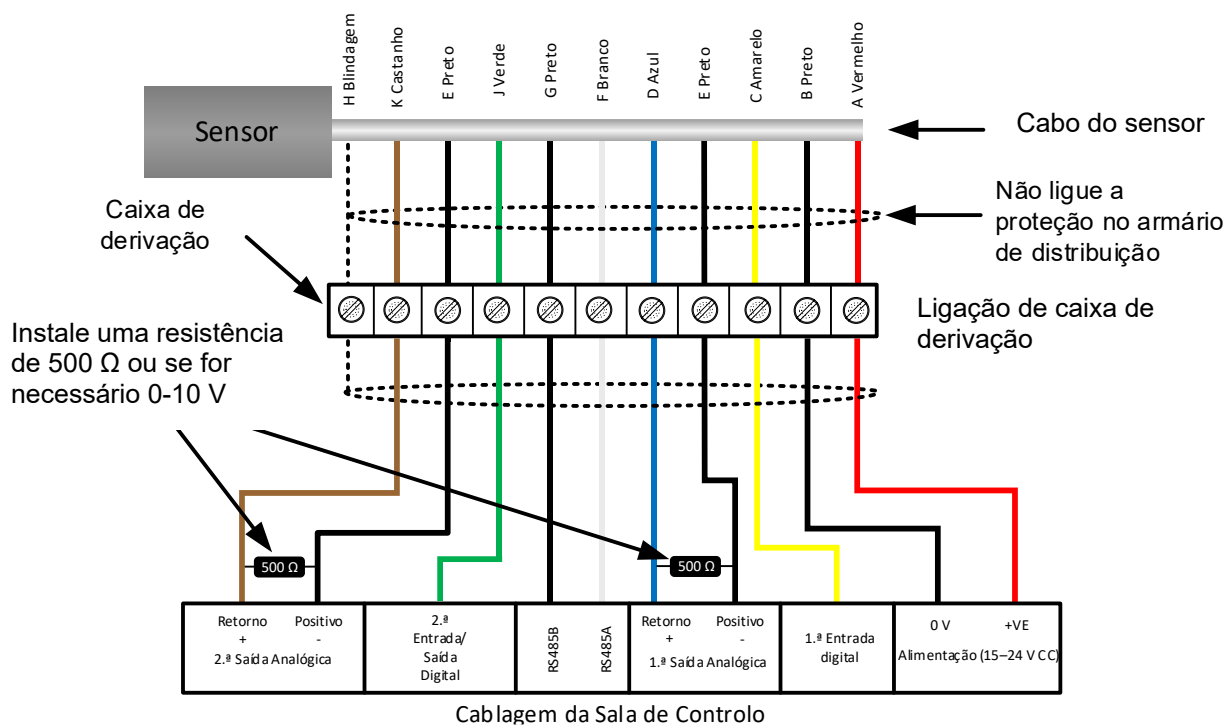 H Blindagem
K Castanho
E Preto
J Verde
G Preto
F Branco
D Azul
E Preto
C Amarelo
B Preto
A Vermelho
Sensor
Cabo do sensor
Não ligue a
proteção no armário
de distribuição
Caixa de
derivação
Ligação de caixa de
derivação
Instale uma resistência
de 500 Ω ou se for
necessário 0-10 V
500 Ω
500 Ω
Retorno
+
Positivo
-
2.ª Saída Analógica
2.ª
Entrada/
Saída
Digital
RS485B
RS485A
Retorno
+
Positivo
-
1.ª Saída Analógica
1.ª Entrada
digital
0 V
+VE
Alimentação (15–24 V CC)
Cablagem da Sala de Controlo